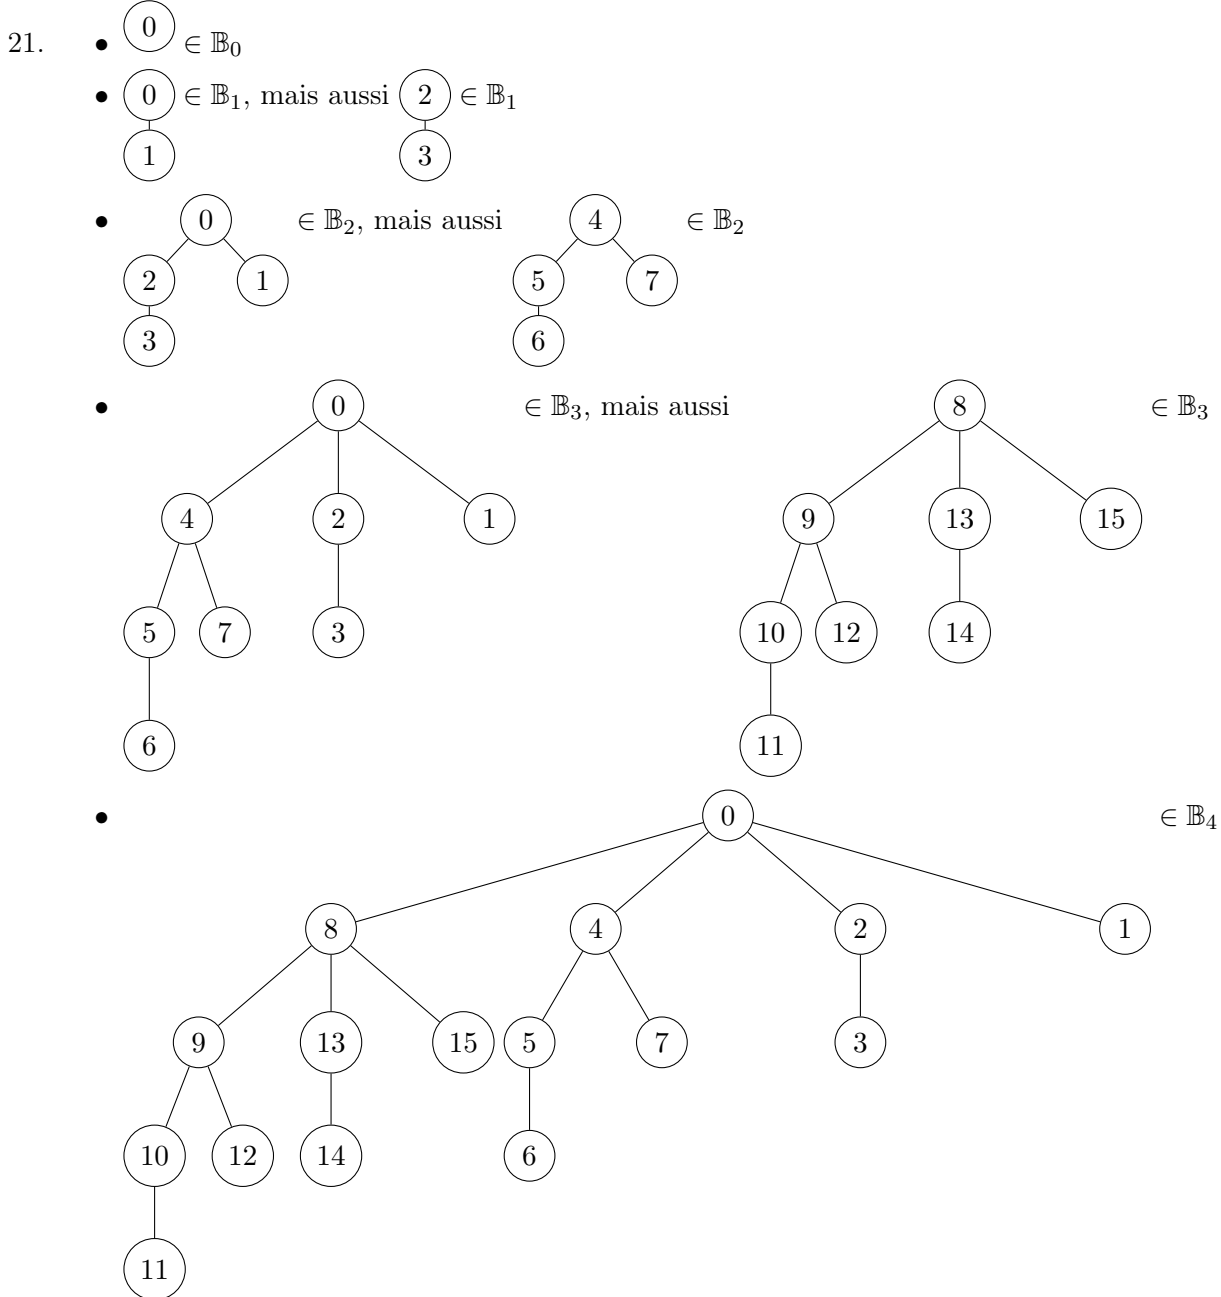 0
21. • ∈ 𝔹0
• 0 ∈ 𝔹1, mais aussi 2 ∈ 𝔹1
1 3
• 0 ∈ 𝔹2, mais aussi 4 ∈ 𝔹2
2 1 5 7
3 6
• 0 ∈ 𝔹3, mais aussi 8 ∈ 𝔹3
4 2 1 9 13 15
5 7 3 10 12 14
6 11
• 0 ∈ 𝔹4
8 4 2 1
9 13 15 5 7 3
10 12 14 6
11